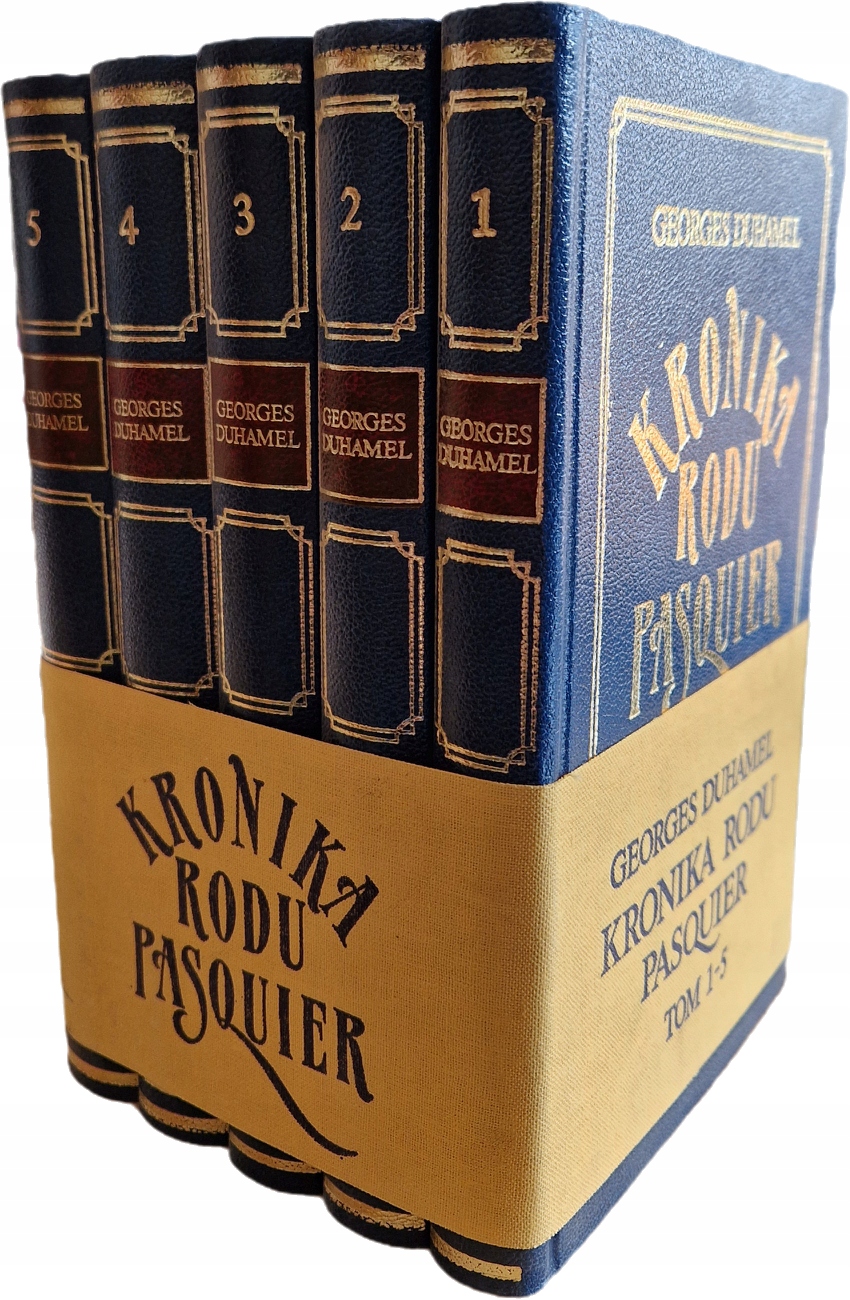 5
GEORGES
DUHAMEL
4
GEORGES
DUHAMEL
3
GEORGES
DUHAMEL
2
GEORGES
DUHAMEL
1
GEORGES
DUHAMEL
GEORGES DUHAMEL
KRONIKA
RODU
PASQUIER
KRONIKA
RODU
PASQUIER
GEORGES DUHAMEL
KRONIKA RODU
PASQUIER
TOM 1-5